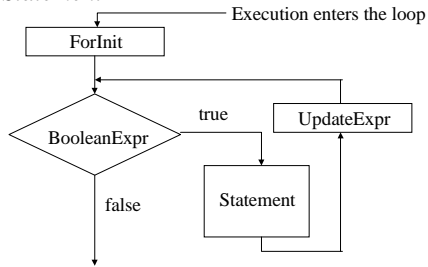 Execution enters the loop
ForInit
true
UpdateExpr
BooleanExpr
Statement
false